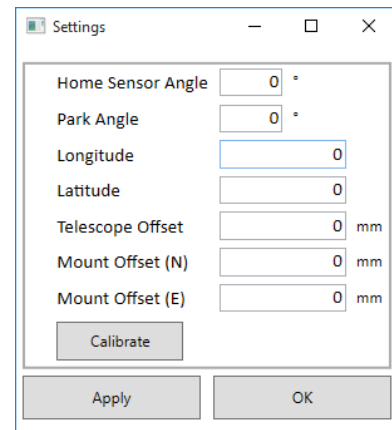 Settings
Home Sensor Angle 0 °
Park Angle 0 °
Longitude 0
Latitude 0
Telescope Offset 0 mm
Mount Offset (N) 0 mm
Mount Offset (E) 0 mm
Calibrate
Apply OK